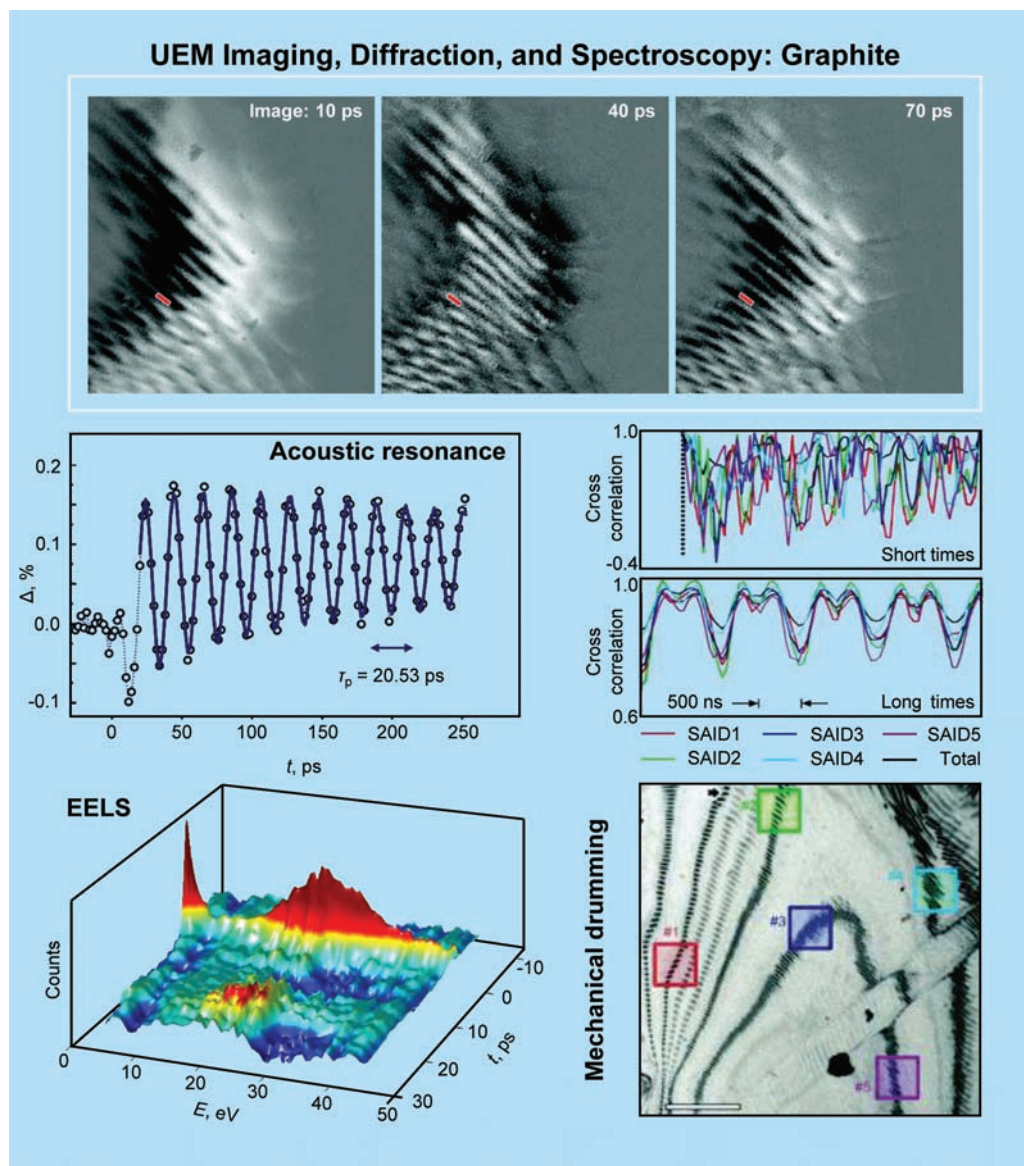 UEM Imaging, Diffraction, and Spectroscopy: Graphite
Image: 10 ps
40 ps
70 ps
Acoustic resonance
0.2
0.1
0.0
-0.1
Δ, %
τp = 20.53 ps
0 50 100 150 200 250
t, ps
1.0
Cross
correlation
-0.4
Short times
1.0
Cross
correlation
0.6
500 ns
Long times
SAID1 SAID3 SAID5
SAID2 SAID4 Total
EELS
Counts
0 10 20 30 40 50
E, eV
-10
0
10
20
30
t, ps
Mechanical drumming
#1
#3
#4
#5